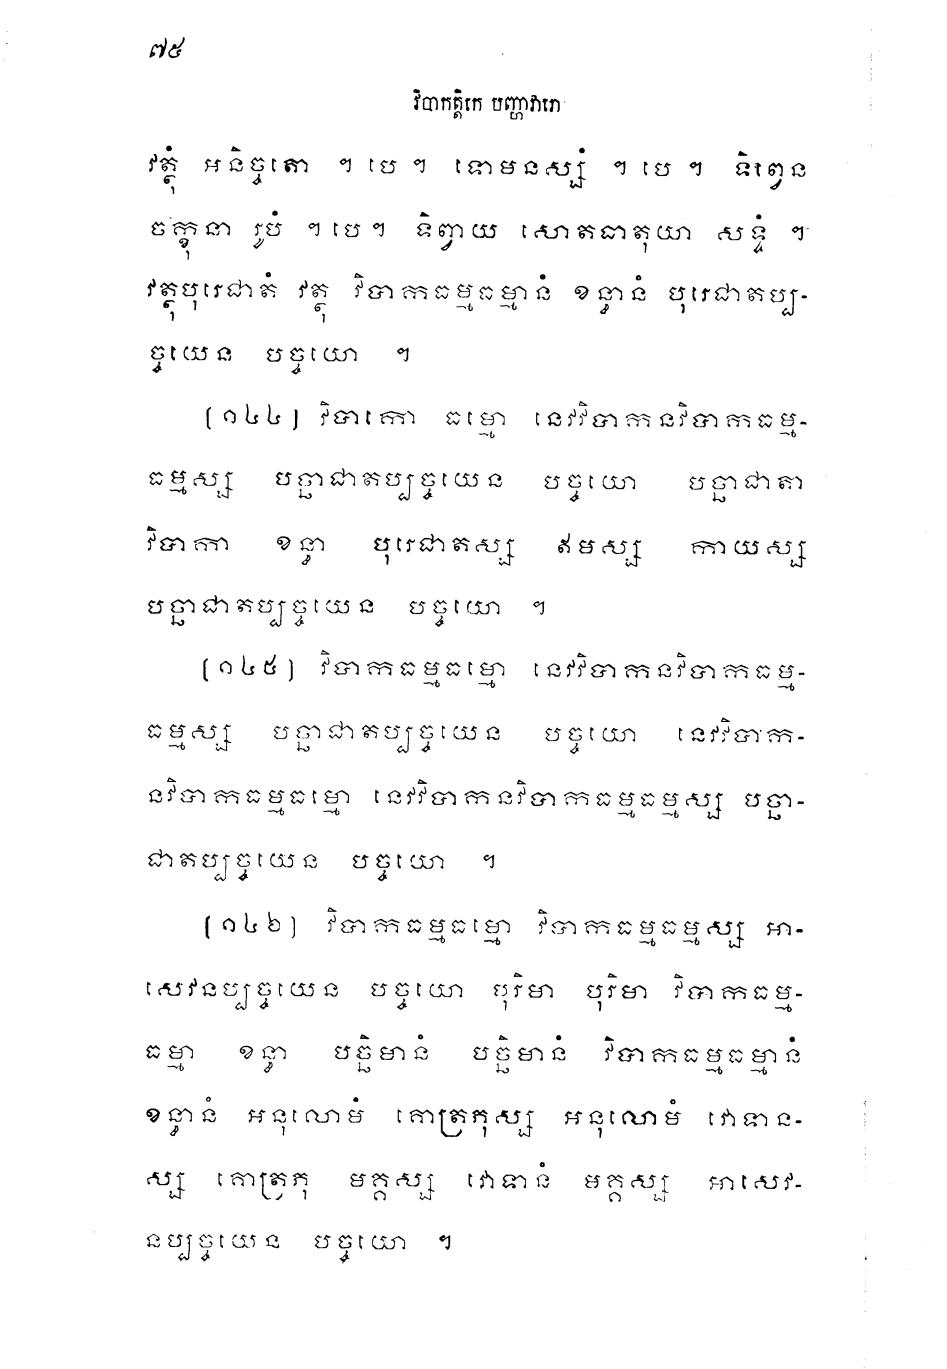 ៧៥
វិបាកត្តិកេ បញ្ហាវារោ
វត្ថុំ អនិច្ចតោ ។ បេ ។ ទោមនស្សំ ។ បេ ។ ទិព្វេន
ចក្ខុនា រូបំ ។ បេ។ ទិព្វាយ សោតធាតុយា សទ្ទំ ។
វត្ថុបុរេជាតំ វត្ថុ វិបាកធម្មធម្មានំ ខន្ធានំ បុរេជាតប្ប-
ច្ចយេន បច្ចយោ ។
[១៤៤] វិបាកោ ធម្មោ នេវវិបាកនវិបាកធម្ម-
ធម្មស្ស បច្ឆាជាតប្បច្ចយេន បច្ចយោ បច្ឆាជាតា
វិបាកា ខន្ធា បុរេជាតស្ស ឥមស្ស កាយស្ស
បច្ឆាជាតប្បច្ចយេន បច្ចយោ ។
[១៤៥] វិបាកធម្មធម្មោ នេវវិបាកនវិបាកធម្ម-
ធម្មស្ស បច្ឆាជាតប្បច្ចយេន បច្ចយោ នេវវិបាក-
នវិបាកធម្មធម្មោ នេវវិបាកនវិបាកធម្មធម្មស្ស បច្ឆា-
ជាតប្បច្ចយេន បច្ចយោ ។
[១៤៦] វិបាកធម្មធម្មោ វិបាកធម្មធម្មស្ស អា-
សេវនប្បច្ចយេន បច្ចយោ បុរិមា បុរិមា វិបាកធម្ម-
ធម្មា ខន្ធា បច្ឆិមានំ បច្ឆិមានំ វិបាកធម្មធម្មានំ
ខន្ធានំ អនុលោមំ គោត្រភុស្ស អនុលោមំ វោទាន-
ស្ស គោត្រភុ មគ្គស្ស វោទានំ មគ្គស្ស អាសេវ-
នប្បច្ចយេន បច្ចយោ ។